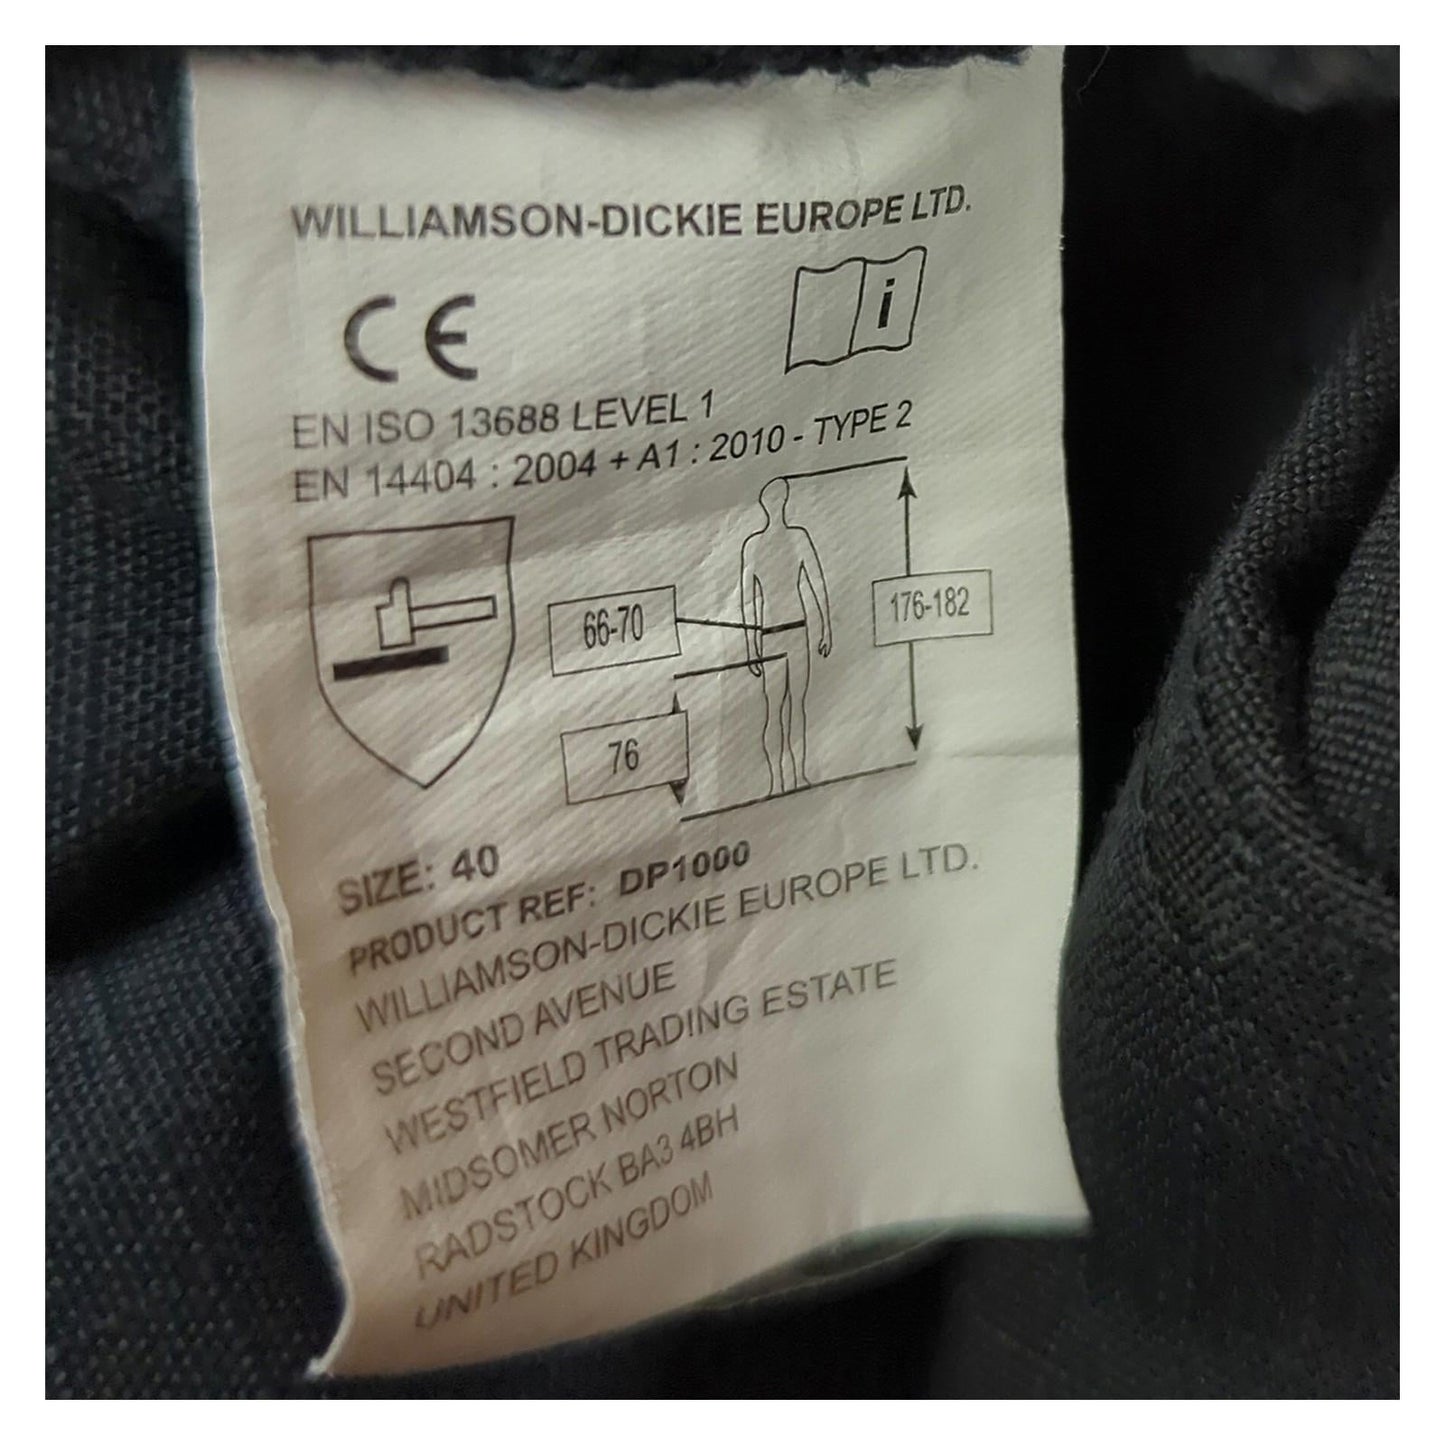 WILLIAMSON-DICKIE EUROPE LTD.
CE
i
EN ISO 13688 LEVEL 1
EN 14404 : 2004 + A1 : 2010 - TYPE 2
66-70
176-182
76
SIZE: 40
PRODUCT REF: DP1000
WILLIAMSON-DICKIE EUROPE LTD.
SECOND AVENUE
WESTFIELD TRADING ESTATE
MIDSOMER NORTON
RADSTOCK BA3 4BH
UNITED KINGDOM